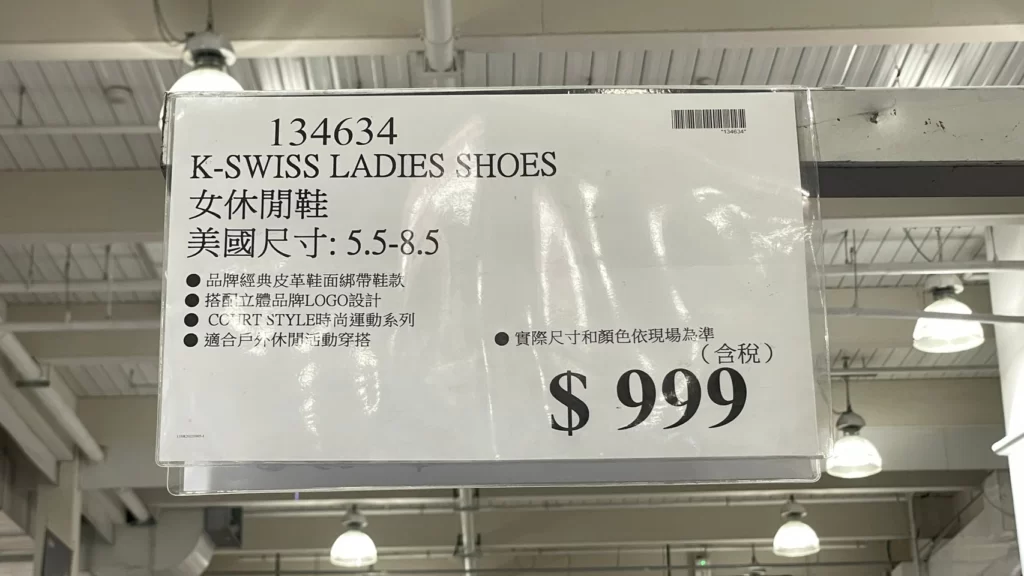 134634
"134634"
K-SWISS LADIES SHOES
女休閒鞋
美國尺寸: 5.5-8.5
● 品牌經典皮革鞋面綁帶鞋款
● 搭配立體品牌LOGO設計
● COURT STYLE時尚運動系列
● 適合戶外休閒活動穿搭
● 實際尺寸和顏色依現場為準
（含稅）
$ 999